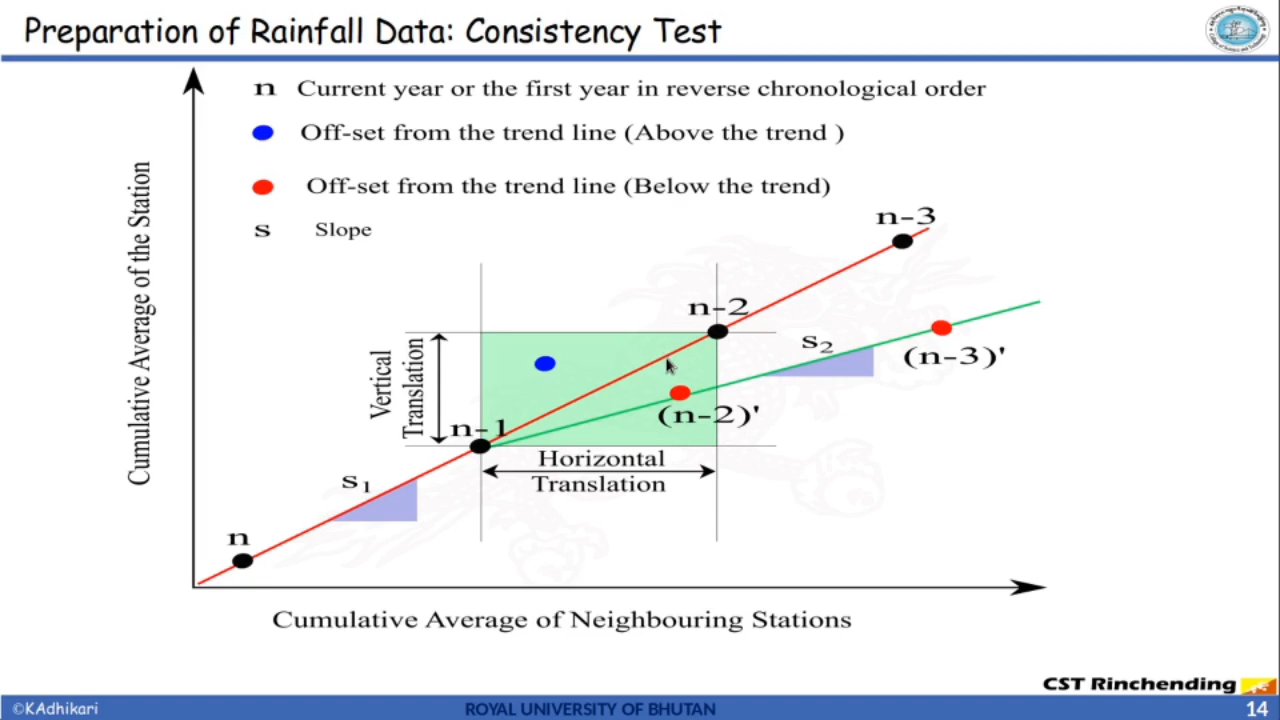 Preparation of Rainfall Data: Consistency Test
n Current year or the first year in reverse chronological order
Off-set from the trend line (Above the trend )
Off-set from the trend line (Below the trend)
s Slope
Cumulative Average of the Station
n-3
n-2
s2
(n-3)'
Vertical
Translation
(n-2)'
n-1
Horizontal
Translation
s1
n
Cumulative Average of Neighbouring Stations
CST Rinchending
©KAdhikari
ROYAL UNIVERSITY OF BHUTAN
14